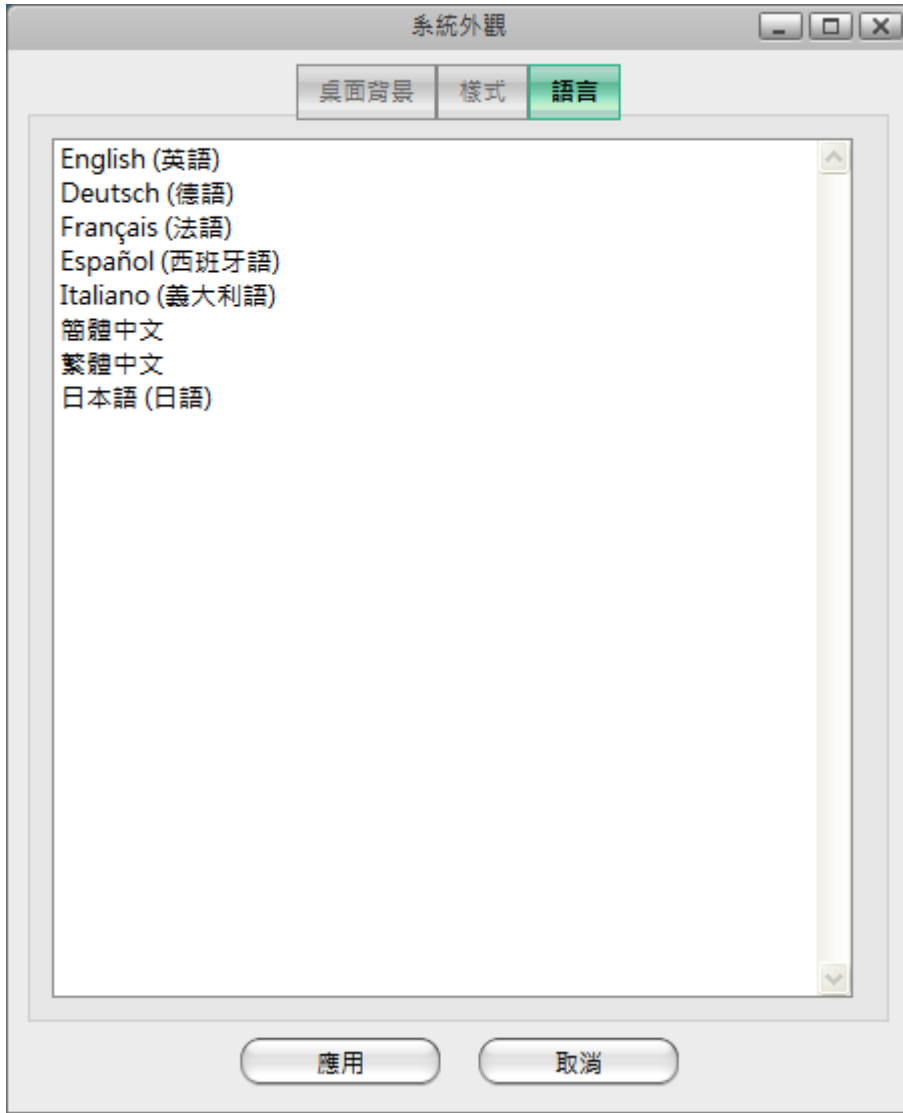 系統外觀
桌面背景 樣式 語言
English (英語)
Deutsch (德語)
Français (法語)
Español (西班牙語)
Italiano (義大利語)
簡體中文
繁體中文
日本語 (日語)
應用 取消